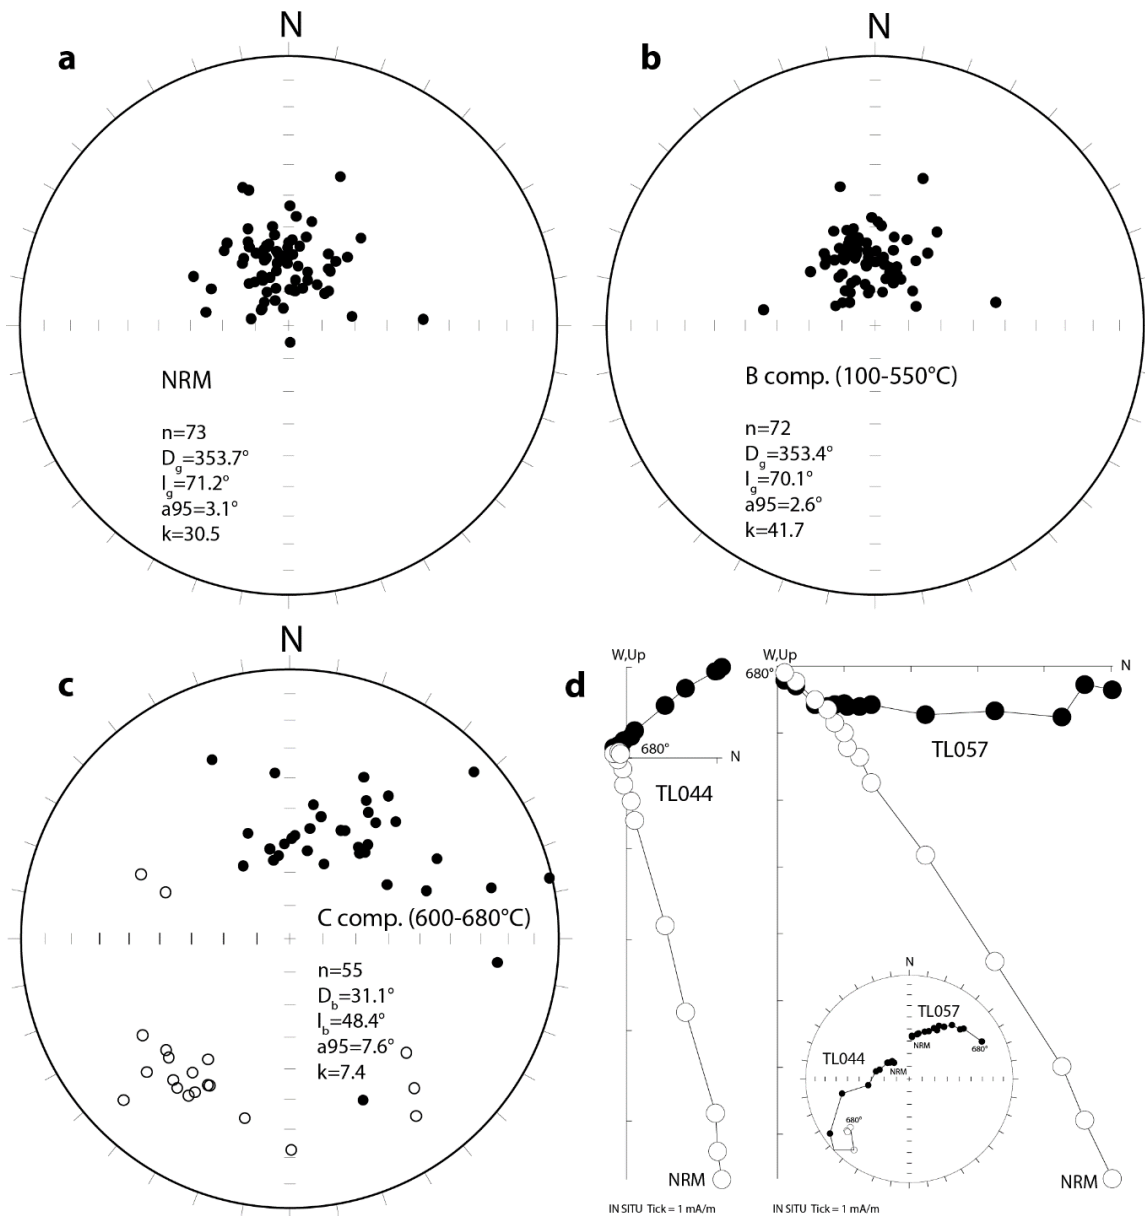 N
a
NRM
n=73
Dg=353.7°
Ig=71.2°
a95=3.1°
k=30.5
N
b
B comp. (100-550°C)
n=72
Dg=353.4°
Ig=70.1°
a95=2.6°
k=41.7
N
c
C comp. (600-680°C)
n=55
Db=31.1°
Ib=48.4°
a95=7.6°
k=7.4
d
W,Up
680°
N
TL044
NRM
IN SITU Tick = 1 mA/m
W,Up
680°
N
TL057
NRM
IN SITU Tick = 1 mA/m
N
TL057
NRM
680°
TL044
NRM
680°